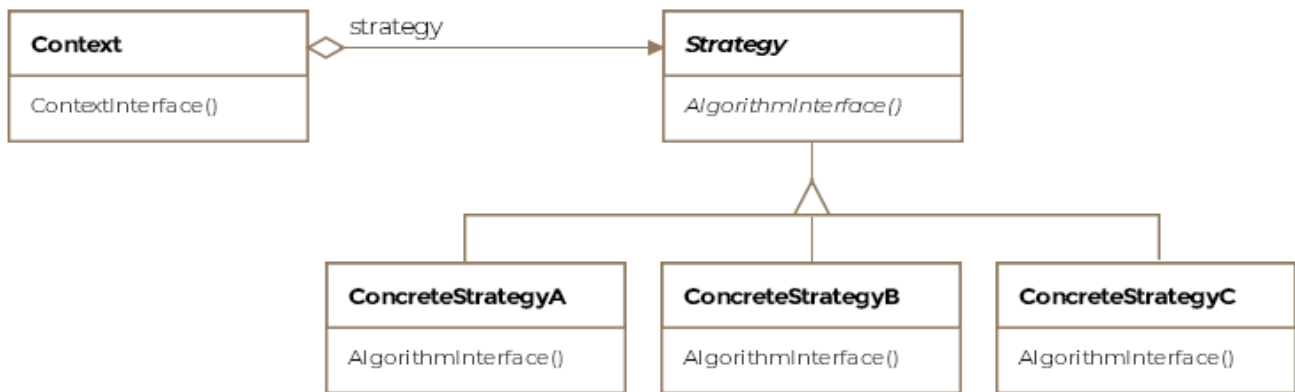 Context
ContextInterface()
strategy
Strategy
AlgorithmInterface()
ConcreteStrategyA
AlgorithmInterface()
ConcreteStrategyB
AlgorithmInterface()
ConcreteStrategyC
AlgorithmInterface()